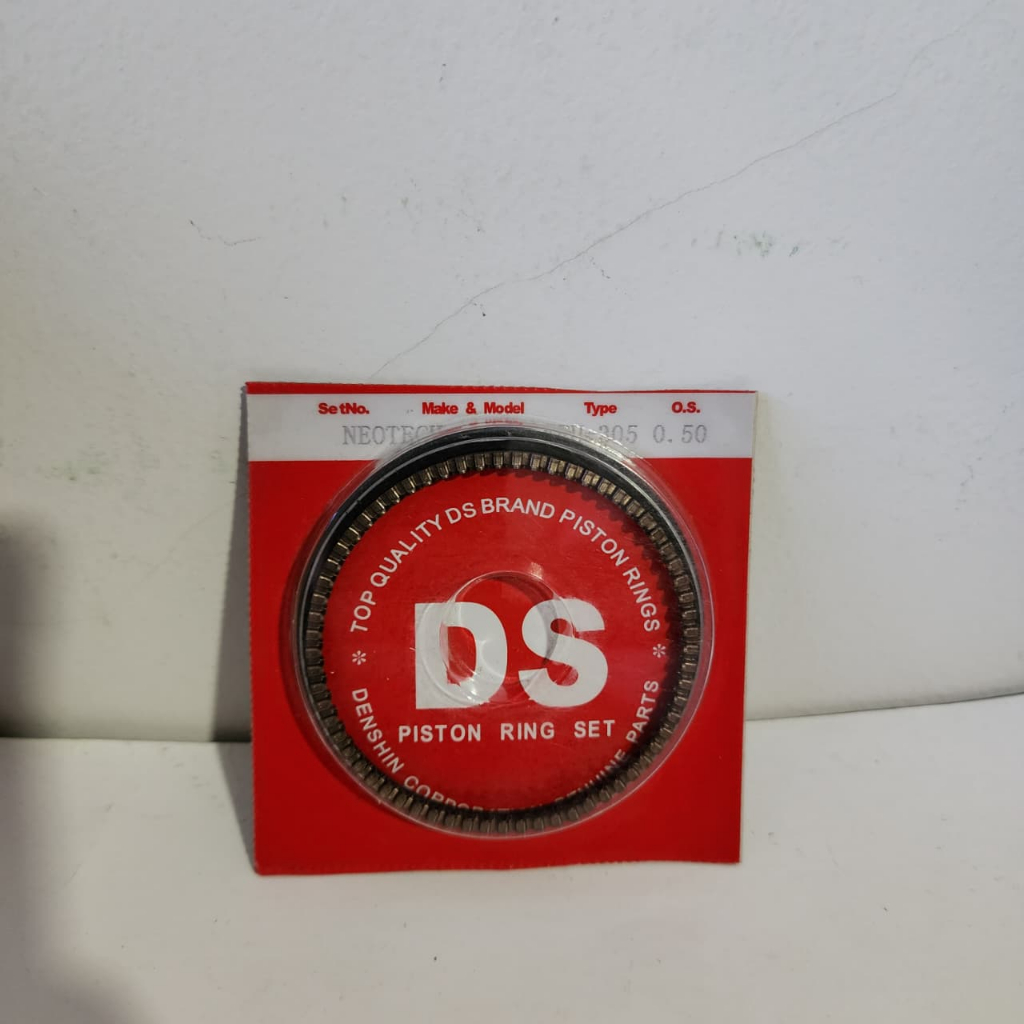 SetNo. Make & Model Type O.S.
NEOTECH 305 0.50
TOP QUALITY DS BRAND PISTON RINGS
DS
PISTON RING SET
* DENSHIN PARTS *